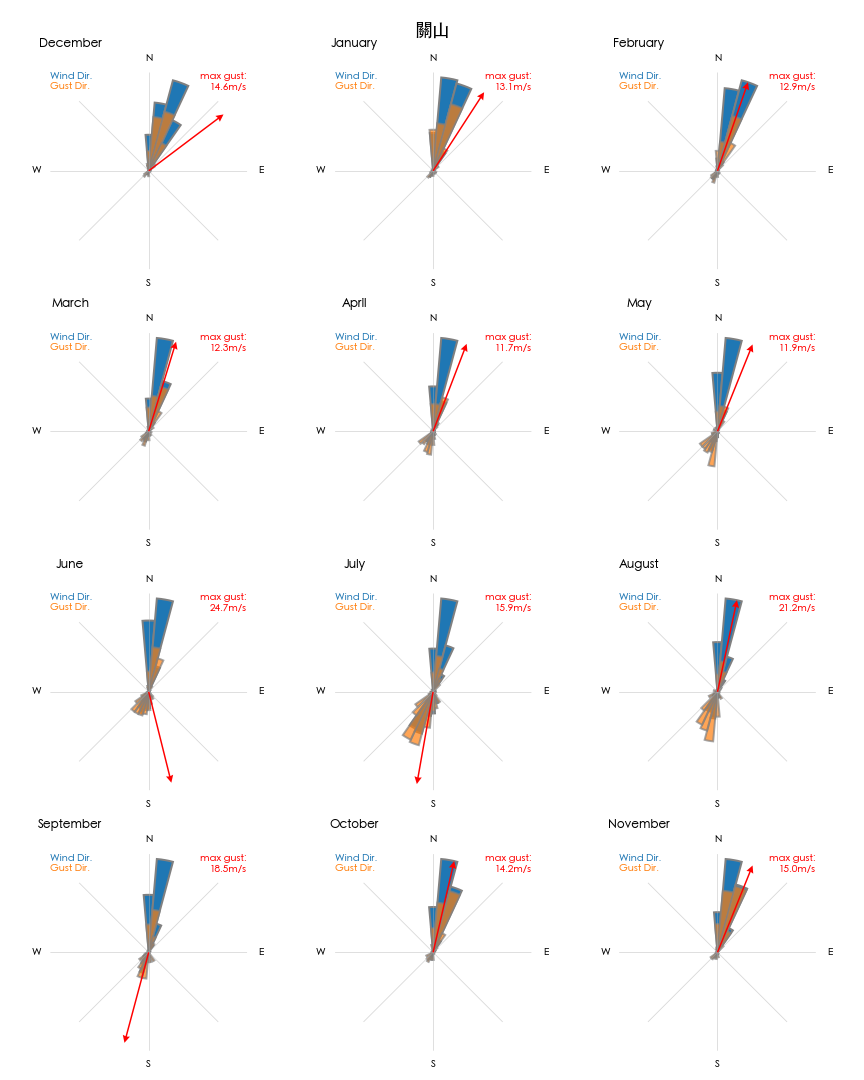 關山
December
January
February
N
N
N
Wind Dir.
Gust Dir.
max gust:
14.6m/s
Wind Dir.
Gust Dir.
max gust:
13.1m/s
Wind Dir.
Gust Dir.
max gust:
12.9m/s
W
E
W
E
W
E
S
S
S
March
April
May
N
N
N
Wind Dir.
Gust Dir.
max gust:
12.3m/s
Wind Dir.
Gust Dir.
max gust:
11.7m/s
Wind Dir.
Gust Dir.
max gust:
11.9m/s
W
E
W
E
W
E
S
S
S
June
July
August
N
N
N
Wind Dir.
Gust Dir.
max gust:
24.7m/s
Wind Dir.
Gust Dir.
max gust:
15.9m/s
Wind Dir.
Gust Dir.
max gust:
21.2m/s
W
E
W
E
W
E
S
S
S
September
October
November
N
N
N
Wind Dir.
Gust Dir.
max gust:
18.5m/s
Wind Dir.
Gust Dir.
max gust:
14.2m/s
Wind Dir.
Gust Dir.
max gust:
15.0m/s
W
E
W
E
W
E
S
S
S